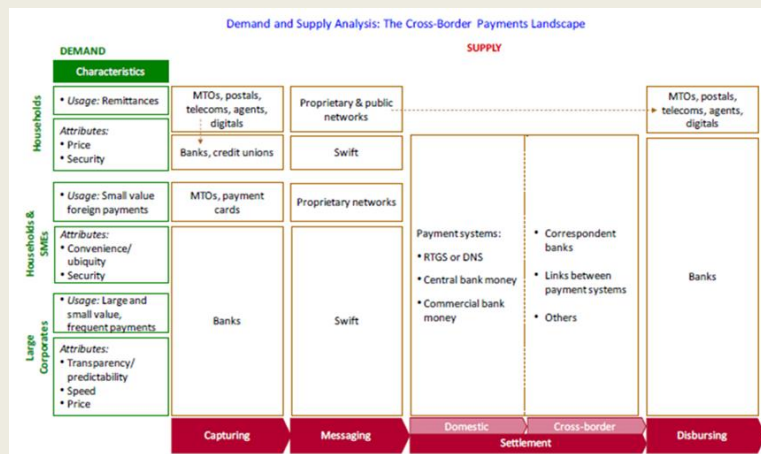 Demand and Supply Analysis: The Cross-Border Payments Landscape
DEMAND
SUPPLY
Characteristics
Households
• Usage: Remittances
Attributes:
• Price
• Security
MTOs, postals,
telecoms, agents,
digitals
Banks, credit unions
Proprietary & public
networks
Swift
MTOs, postals,
telecoms, agents,
digitals
Households &
SMEs
• Usage: Small value
foreign payments
Attributes:
• Convenience/
ubiquity
• Security
MTOs, payment
cards
Proprietary networks
Large
Corporates
• Usage: Large and
small value,
frequent payments
Attributes:
• Transparency/
predictability
• Speed
• Price
Banks
Swift
Payment systems:
• RTGS or DNS
• Central bank money
• Commercial bank
money
• Correspondent
banks
• Links between
payment systems
• Others
Banks
Capturing
Messaging
Domestic
Cross-border
Settlement
Disbursing